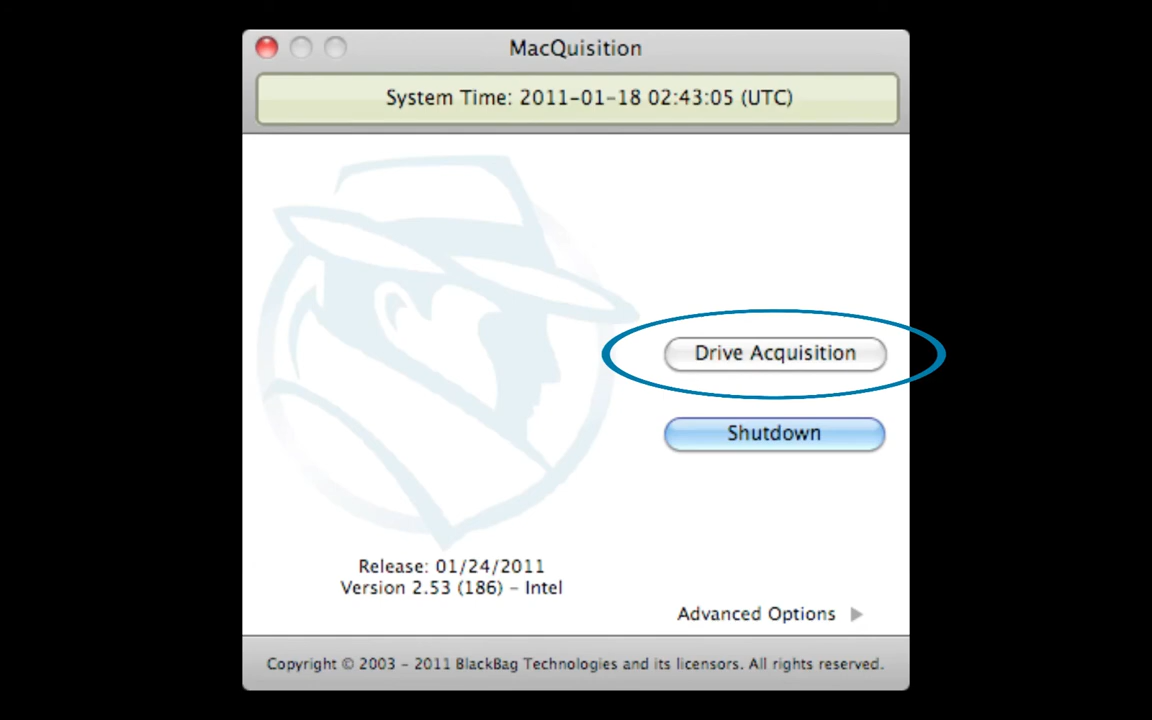 MacQuisition
System Time: 2011-01-18 02:43:05 (UTC)
Drive Acquisition
Shutdown
Release: 01/24/2011
Version 2.53 (186) – Intel
Advanced Options
Copyright © 2003 – 2011 BlackBag Technologies and its licensors. All rights reserved.